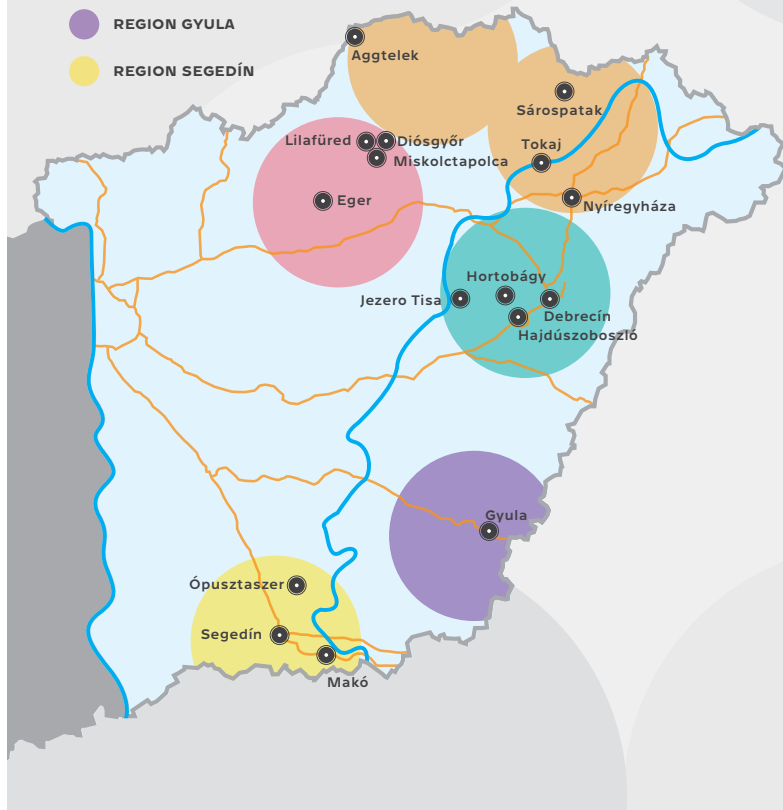 REGION GYULA
REGION SEGEDÍN
Aggtelek
Sárospatak
Lilafüred
Diósgyőr
Tokaj
Miskolctapolca
Eger
Nyíregyháza
Hortobágy
Jezero Tisa
Debrecín
Hajdúszoboszló
Gyula
Ópusztaszer
Segedín
Makó